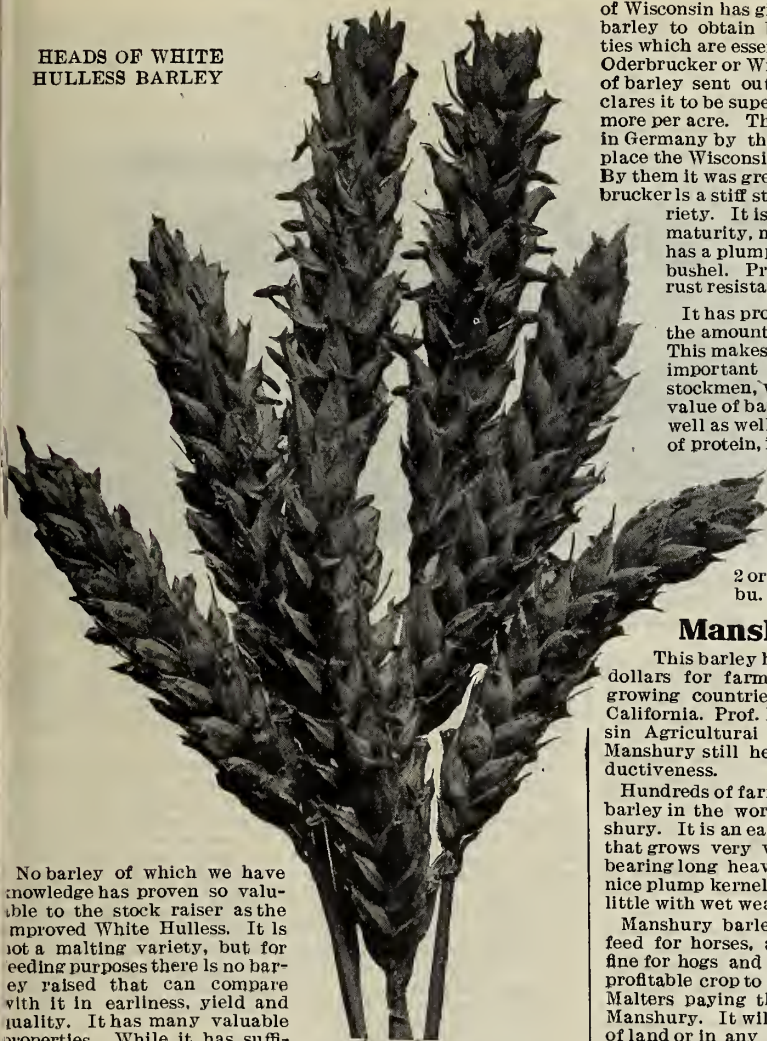 HEADS OF WHITE
HULLESS BARLEY
No barley of which we have
knowledge has proven so valu-
able to the stock raiser as the
mproved White Hulless. It is
not a malting variety, but for
eeding purposes there is no bar-
ey raised that can compare
with it in earliness, yield and
quality. It has many valuable
properties. While it has suffi-
of Wisconsin has g
barley to obtain
ties which are esse
Oderbrucker or Wi
of barley sent out
clares it to be supe
more per acre. Th
in Germany by th
place the Wisconsi
By them it was gre
brucker is a stiff st
riety. It is
maturity, n
has a plump
bushel. Pr
rust resista
It has pro
the amount
This makes
important
stockmen, v
value of ba
well as well
of protein, i
2 or
bu.
Mansh
This barley h
dollars for farm
growing countrie
California. Prof.
sin Agricultural
Manshury still he
ductiveness.
Hundreds of far
barley in the wor
shury. It is an ea
that grows very v
bearing long heav
nice plump kernel
little with wet wea
Manshury barle
feed for horses, a
fine for hogs and
profitable crop to
Malters paying th
Manshury. It wil
of land or in any